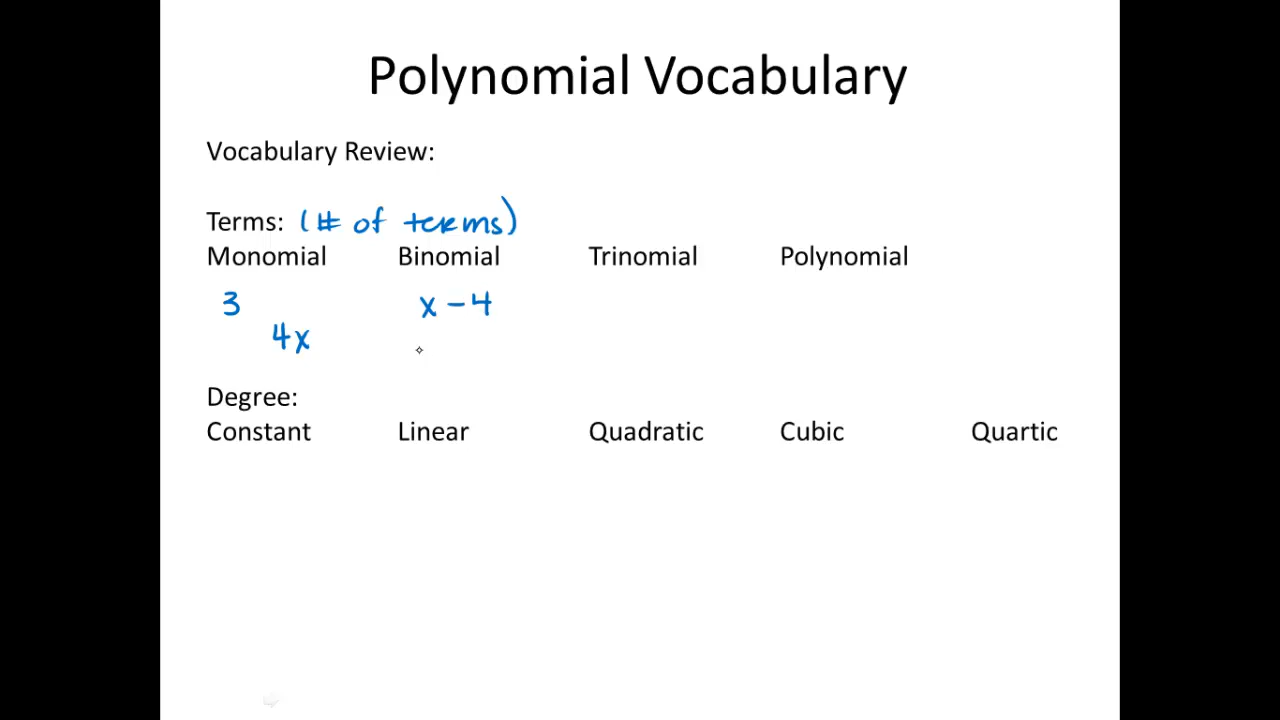 Polynomial Vocabulary
Vocabulary Review:
Terms: (# of terms)
Monomial Binomial Trinomial Polynomial
3 x - 4
4x
Degree:
Constant Linear Quadratic Cubic Quartic